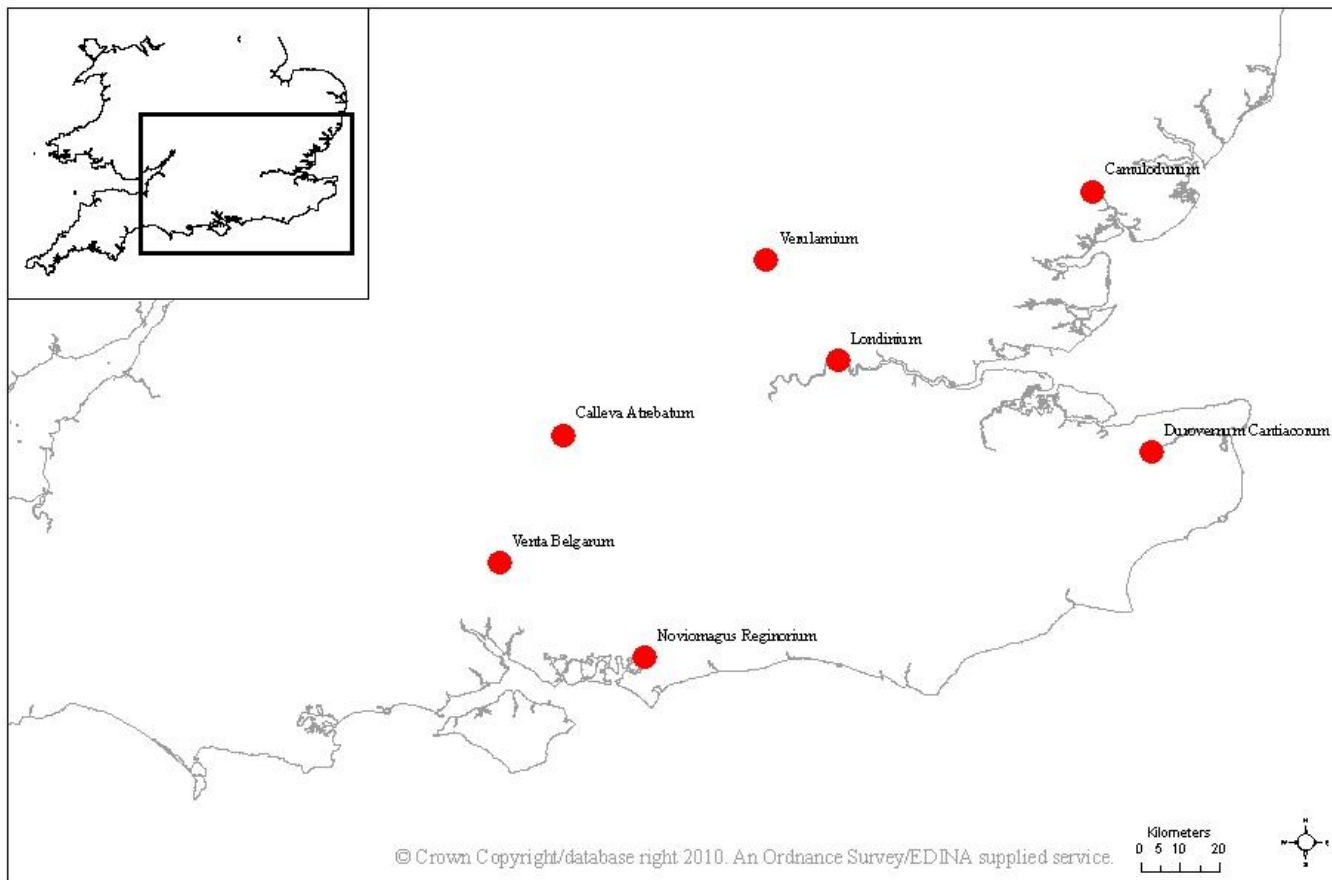 Camulodunum
Verulamium
Londinium
Calleva Atrebatum
Durovernum Cantiacorum
Venta Belgarum
Noviomagus Reginorium
Kilometers
0 5 10 20
N
W E
S
© Crown Copyright/database right 2010. An Ordnance Survey/EDINA supplied service.